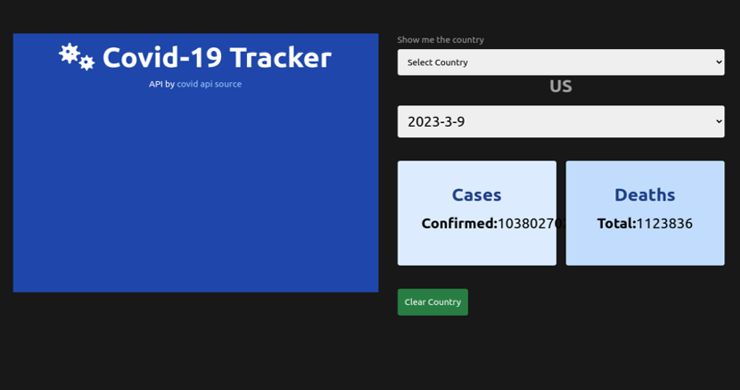 Covid-19 Tracker
API by covid api source
Show me the country
Select Country
US
2023-3-9
Cases
Confirmed:10380270
Deaths
Total:1123836
Clear Country